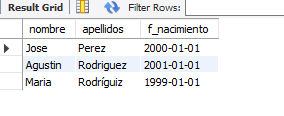 Result Grid Filter Rows:
nombre apellidos f_nacimiento
Jose Perez 2000-01-01
Agustin Rodriguez 2001-01-01
Maria Rodríguiz 1999-01-01